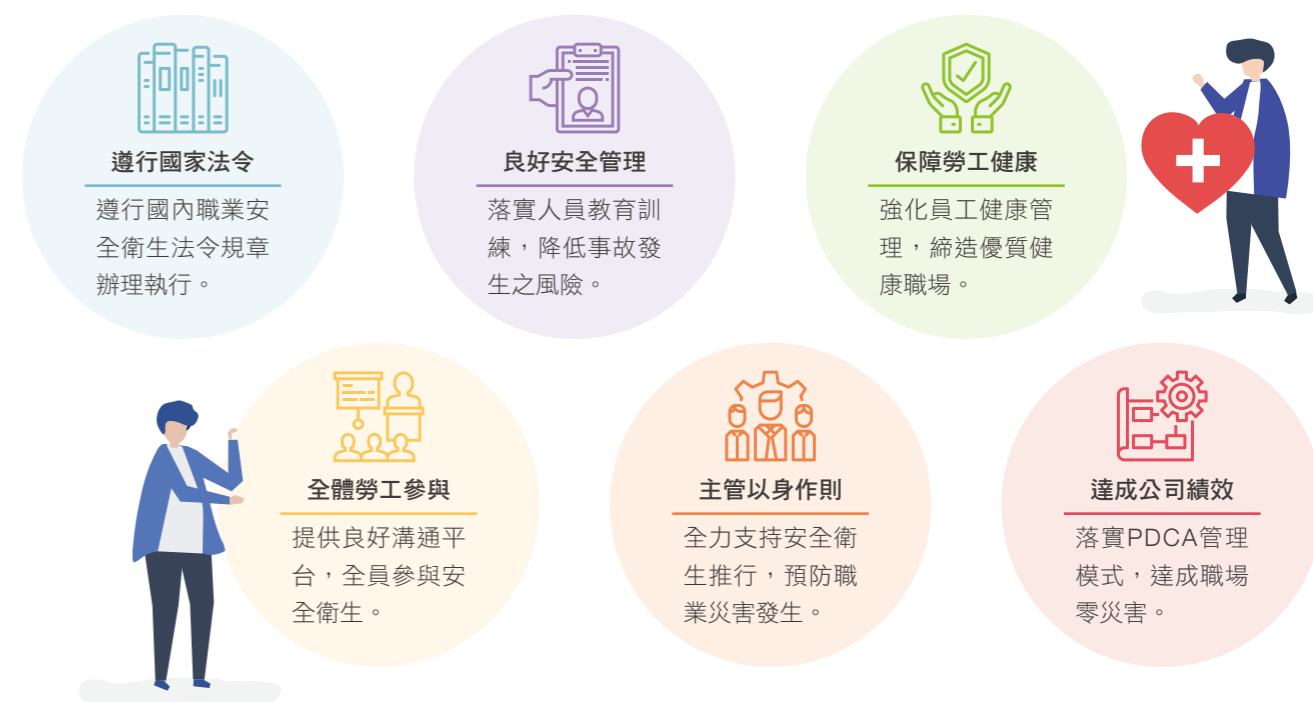 遵行國家法令
遵行國內職業安
全衛生法令規章
辦理執行。
良好安全管理
落實人員教育訓
練，降低事故發
生之風險。
保障勞工健康
強化員工健康管
理，締造優質健
康職場。
全體勞工參與
提供良好溝通平
台，全員參與安
全衛生。
主管以身作則
全力支持安全衛
生推行，預防職
業災害發生。
達成公司績效
落實PDCA管理
模式，達成職場
零災害。